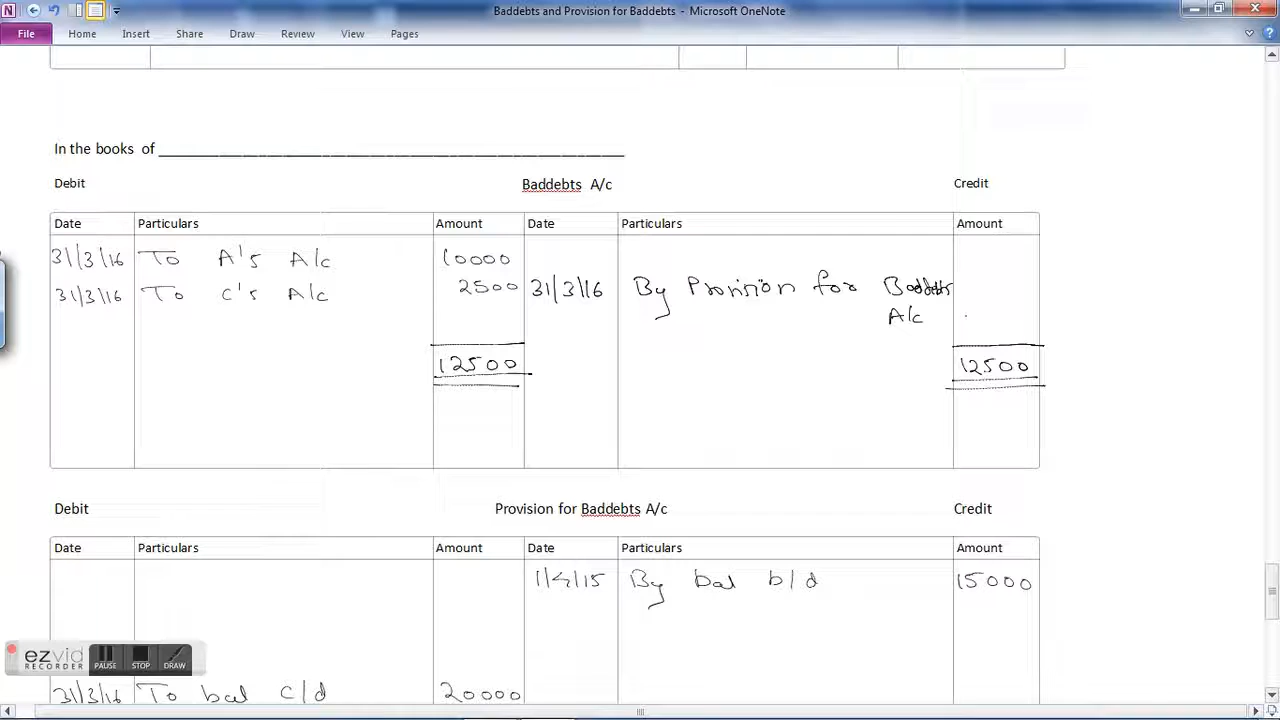 Baddebts and Provision for Baddebts - Microsoft OneNote
File Home Insert Share Draw Review View Pages
In the books of
Debit Baddebts A/c Credit
Date Particulars Amount Date Particulars Amount
31/3/16 To A's A/c 10000
31/3/16 To C's A/c 2500 31/3/16 By Provision for Baddebts
A/c
12500 12500
Debit Provision for Baddebts A/c Credit
Date Particulars Amount Date Particulars Amount
1/4/15 By bal b/d 15000
ezvid
RECORDER
PAUSE STOP DRAW
31/3/16 To bal c/d 20000